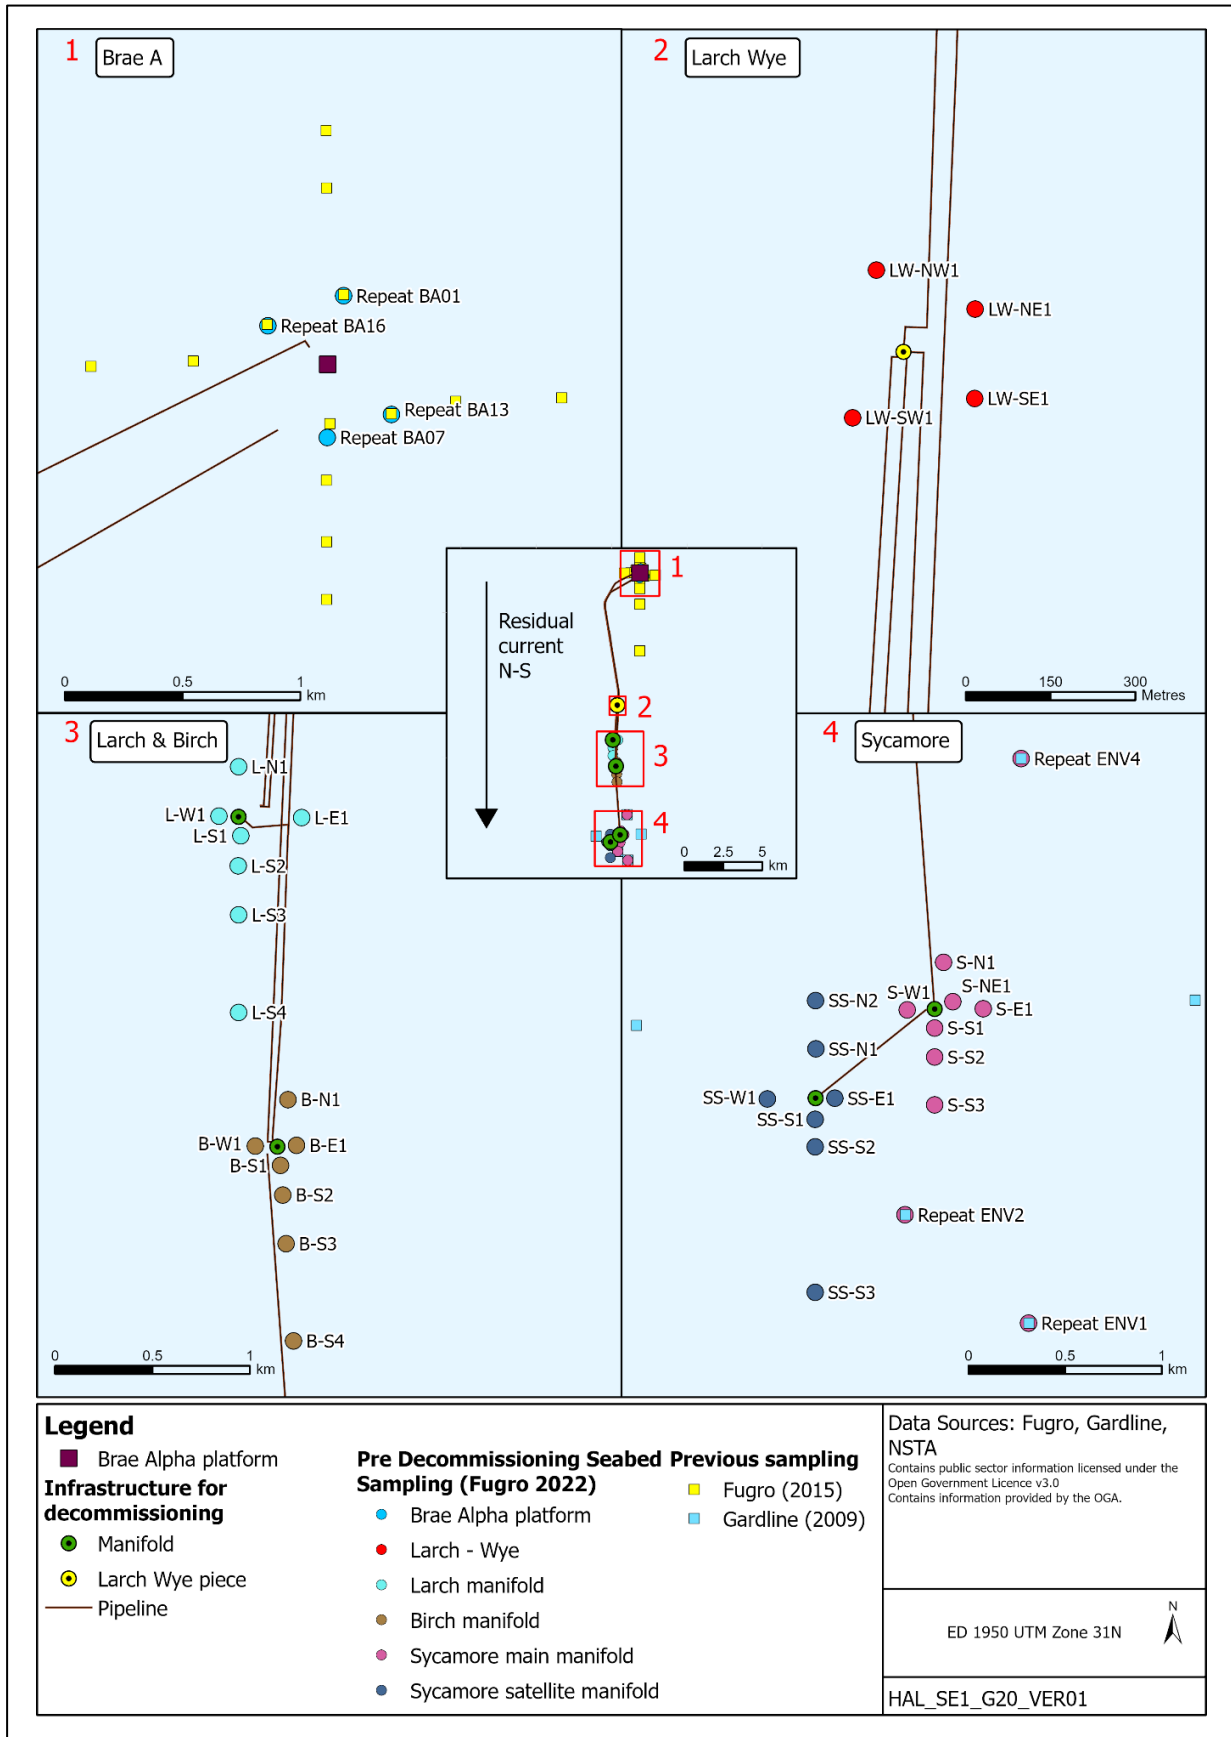 1
Brae A
Repeat BA01
Repeat BA16
Repeat BA13
Repeat BA07
0 0.5 1
km
2
Larch Wye
LW-NW1
LW-NE1
LW-SE1
LW-SW1
0 150 300
Metres
Residual
current
N-S
1
2
3
4
0 2.5 5
km
3
Larch & Birch
L-N1
L-W1
L-E1
L-S1
L-S2
L-S3
L-S4
B-N1
B-W1
B-E1
B-S1
B-S2
B-S3
B-S4
0 0.5 1
km
4
Sycamore
Repeat ENV4
S-N1
S-W1
S-NE1
S-E1
S-S1
S-S2
S-S3
SS-N2
SS-N1
SS-W1
SS-E1
SS-S1
SS-S2
Repeat ENV2
SS-S3
Repeat ENV1
0 0.5 1
km
Legend
Brae Alpha platform
Infrastructure for
decommissioning
Manifold
Larch Wye piece
Pipeline
Pre Decommissioning Seabed
Sampling (Fugro 2022)
Brae Alpha platform
Larch - Wye
Larch manifold
Birch manifold
Sycamore main manifold
Sycamore satellite manifold
Previous sampling
Fugro (2015)
Gardline (2009)
Data Sources: Fugro, Gardline,
NSTA
Contains public sector information licensed under the
Open Government Licence v3.0
Contains information provided by the OGA.
ED 1950 UTM Zone 31N
N
HAL_SE1_G20_VER01